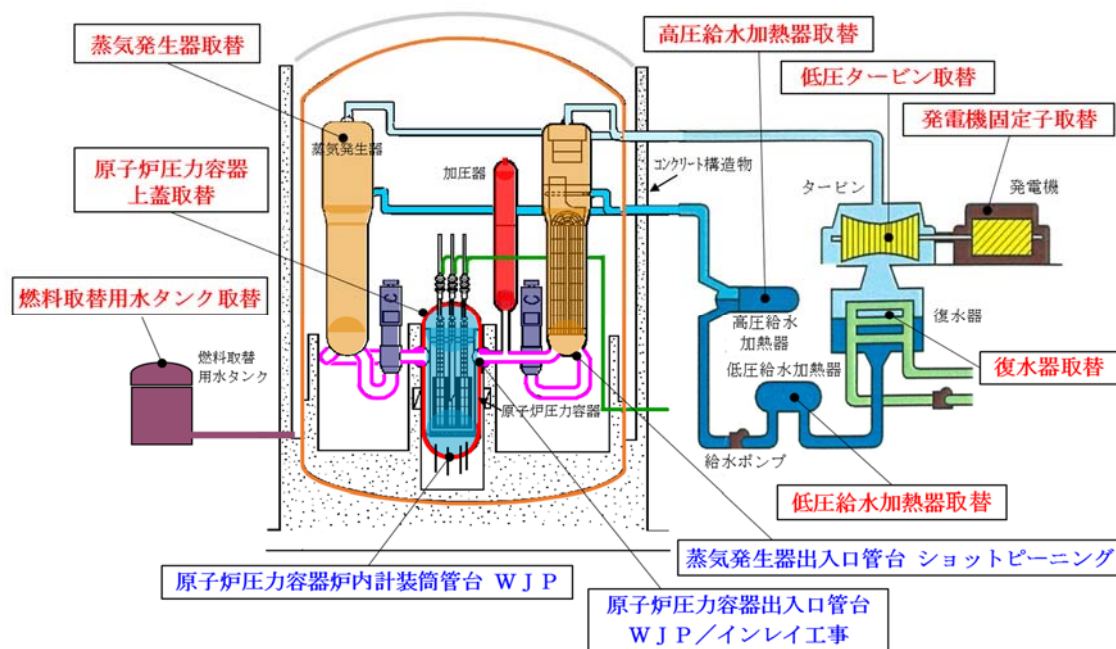 蒸気発生器取替
高圧給水加熱器取替
低圧タービン取替
発電機固定子取替
原子炉圧力容器
上蓋取替
蒸気発生器
加圧器
コンクリート構造物
タービン
発電機
燃料取替用水タンク取替
燃料取替
用水タンク
高圧給水
加熱器
復水器
復水器取替
低圧給水加熱器
原子炉圧力容器
給水ポンプ
低圧給水加熱器取替
蒸気発生器出入口管台 ショットピーニング
原子炉圧力容器炉内計装筒管台 ＷＪＰ
原子炉圧力容器出入口管台
ＷＪＰ／インレイ工事